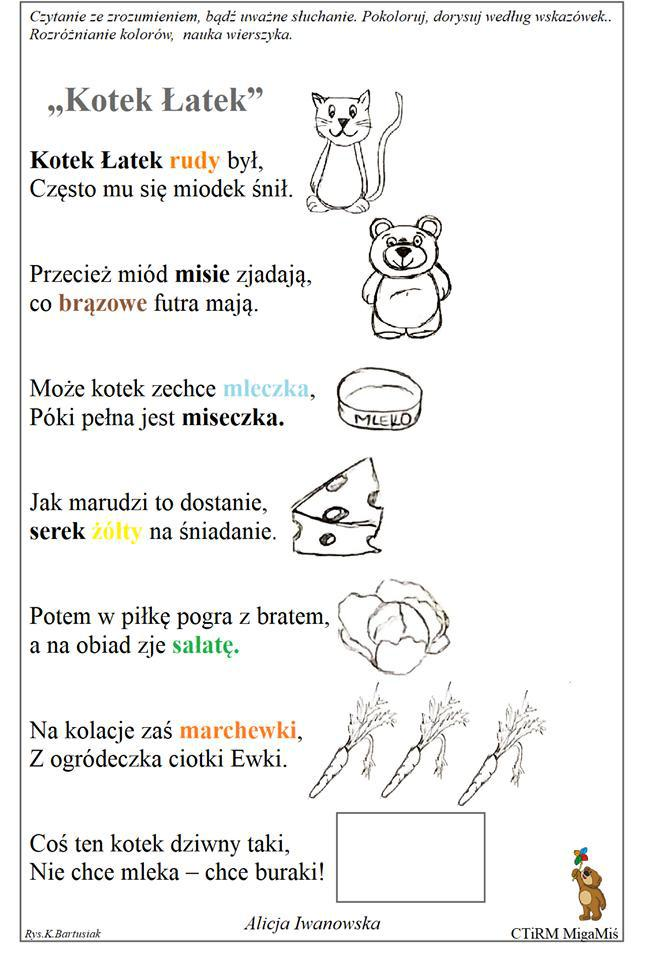 Czytanie ze zrozumieniem, bądź uważne słuchanie. Pokoloruj, dorysuj według wskazówek..
Rozróżnianie kolorów, nauka wierszyka.
„Kotek Łatek”
Kotek Łatek rudy był,
Często mu się miodek śnił.
Przecież miód misie zjadają,
co brązowe futra mają.
Może kotek zechce mleczka,
Póki pełna jest miseczka.
MLEKO
Jak marudzi to dostanie,
serek żółty na śniadanie.
Potem w piłkę pogra z bratem,
a na obiad zje sałatę.
Na kolacje zaś marchewki,
Z ogródeczka ciotki Ewki.
Coś ten kotek dziwny taki,
Nie chce mleka – chce buraki!
Alicja Iwanowska
Rys.K.Bartusiak
CTiRM MigaMiś